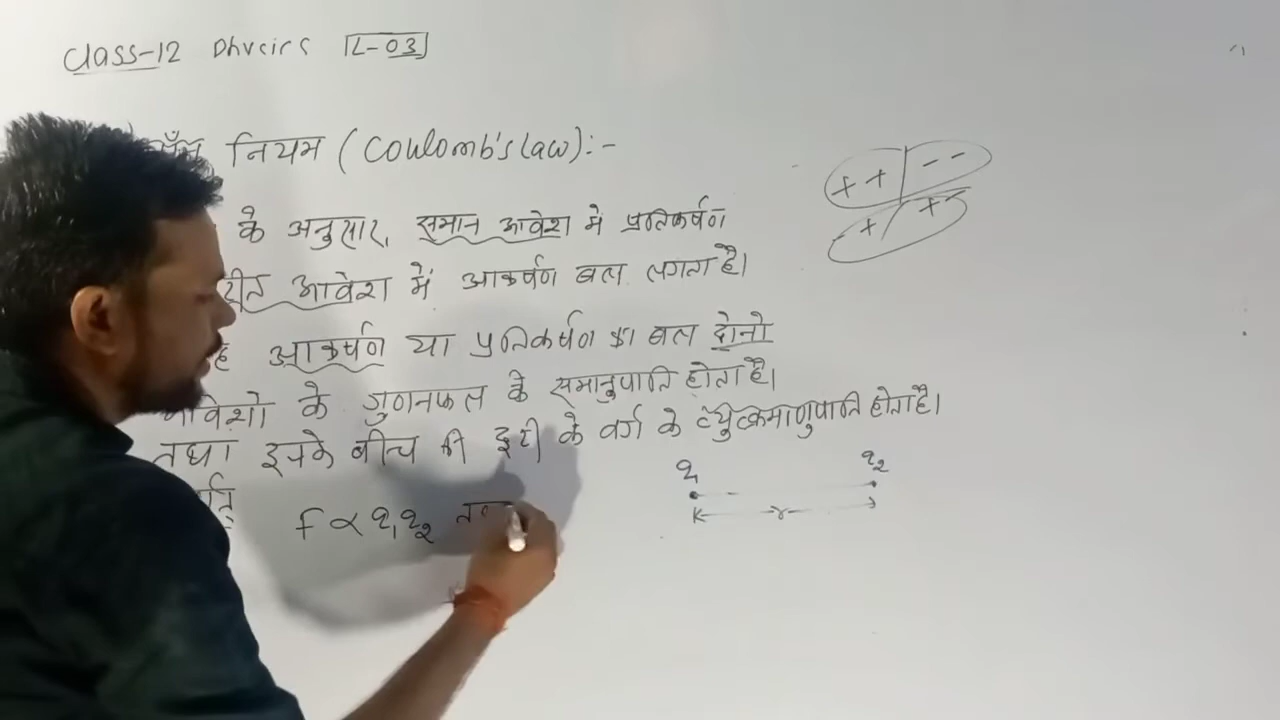 Class-12 Physics L-03
नियम (Coulomb's law):-
के अनुसार, समान आवेश मे प्रतिकर्षण
आवेश में आकर्षण बल लगता है।
आकर्षण या प्रतिकर्षण का बल दोनो
के गुणनफल के समानुपाति होता है।
तथा इनके बीच की दूरी के वर्ग के व्युत्क्रमाणुपाति होता है।
F ∝ q₁q₂
++ --
+ +
q₁ q₂
r